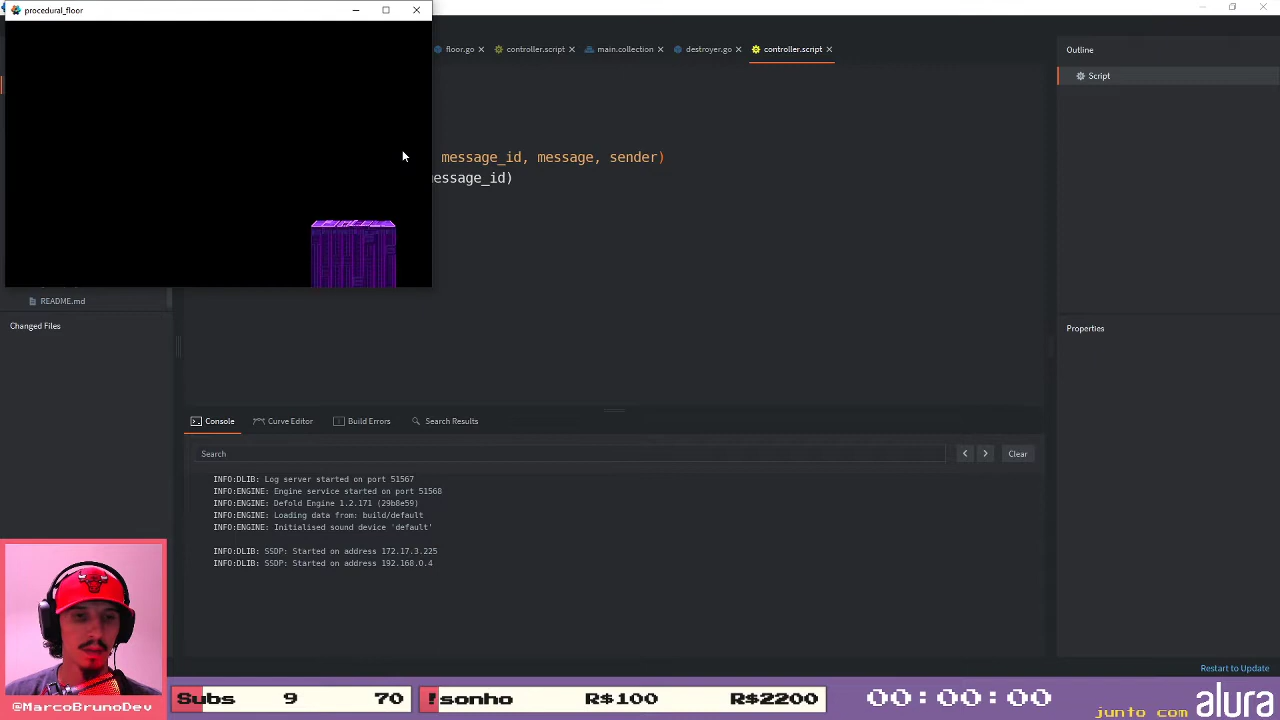 procedural_floor
floor.go
controller.script
main.collection
destroyer.go
controller.script
Outline
Script
message_id, message, sender)
essage_id)
README.md
Changed Files
Properties
Console
Curve Editor
Build Errors
Search Results
Search
Clear
INFO:DLIB: Log server started on port 51567
INFO:ENGINE: Engine service started on port 51568
INFO:ENGINE: Defold Engine 1.2.171 (29b8e59)
INFO:ENGINE: Loading data from: build/default
INFO:ENGINE: Initialised sound device 'default'
INFO:DLIB: SSDP: Started on address 172.17.3.225
INFO:DLIB: SSDP: Started on address 192.168.0.4
Restart to Update
@MarcoBrunoDev
Subs 9 70
!sonho R$100 R$2200
00:00:00
junto com alura